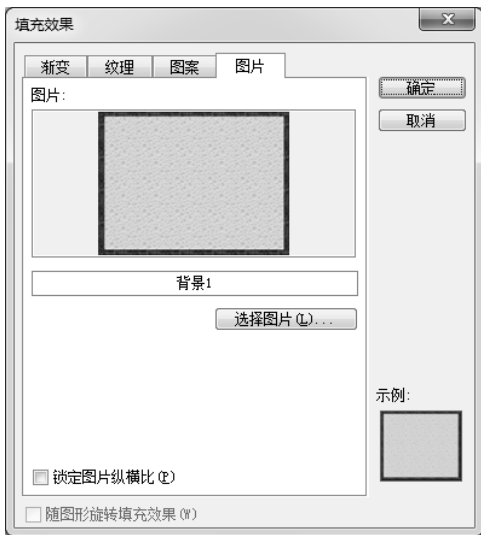 填充效果
渐变 纹理 图案 图片
图片:
确定
取消
背景1
选择图片(L)...
示例:
锁定图片纵横比(P)
随图形旋转填充效果(W)